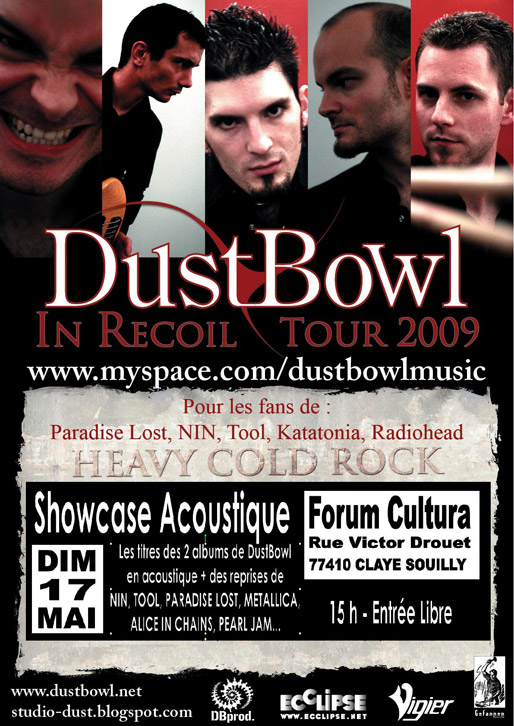 DustBowl
In Recoil Tour 2009
www.myspace.com/dustbowlmusic
Pour les fans de :
Paradise Lost, NIN, Tool, Katatonia, Radiohead
HEAVY COLD ROCK
Showcase Acoustique
DIM
17
MAI
Les titres des 2 albums de DustBowl
en acoustique + des reprises de
NIN, TOOL, PARADISE LOST, METALLICA,
ALICE IN CHAINS, PEARL JAM...
Forum Cultura
Rue Victor Drouet
77410 CLAYE SOUILLY
15 h - Entrée Libre
www.dustbowl.net
studio-dust.blogspot.com
DBprod.
ECCLIPSE
WWW.ECCLIPSE.NET
Vigier